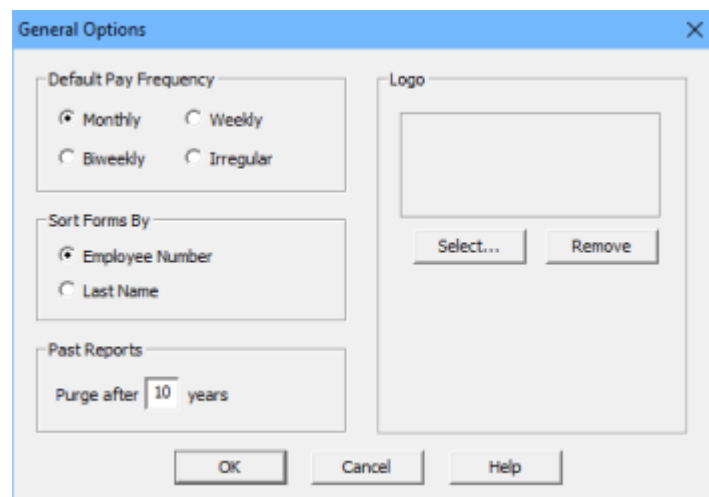 General Options
Default Pay Frequency
Monthly Weekly
Biweekly Irregular
Sort Forms By
Employee Number
Last Name
Past Reports
Purge after 10 years
Logo
Select... Remove
OK Cancel Help